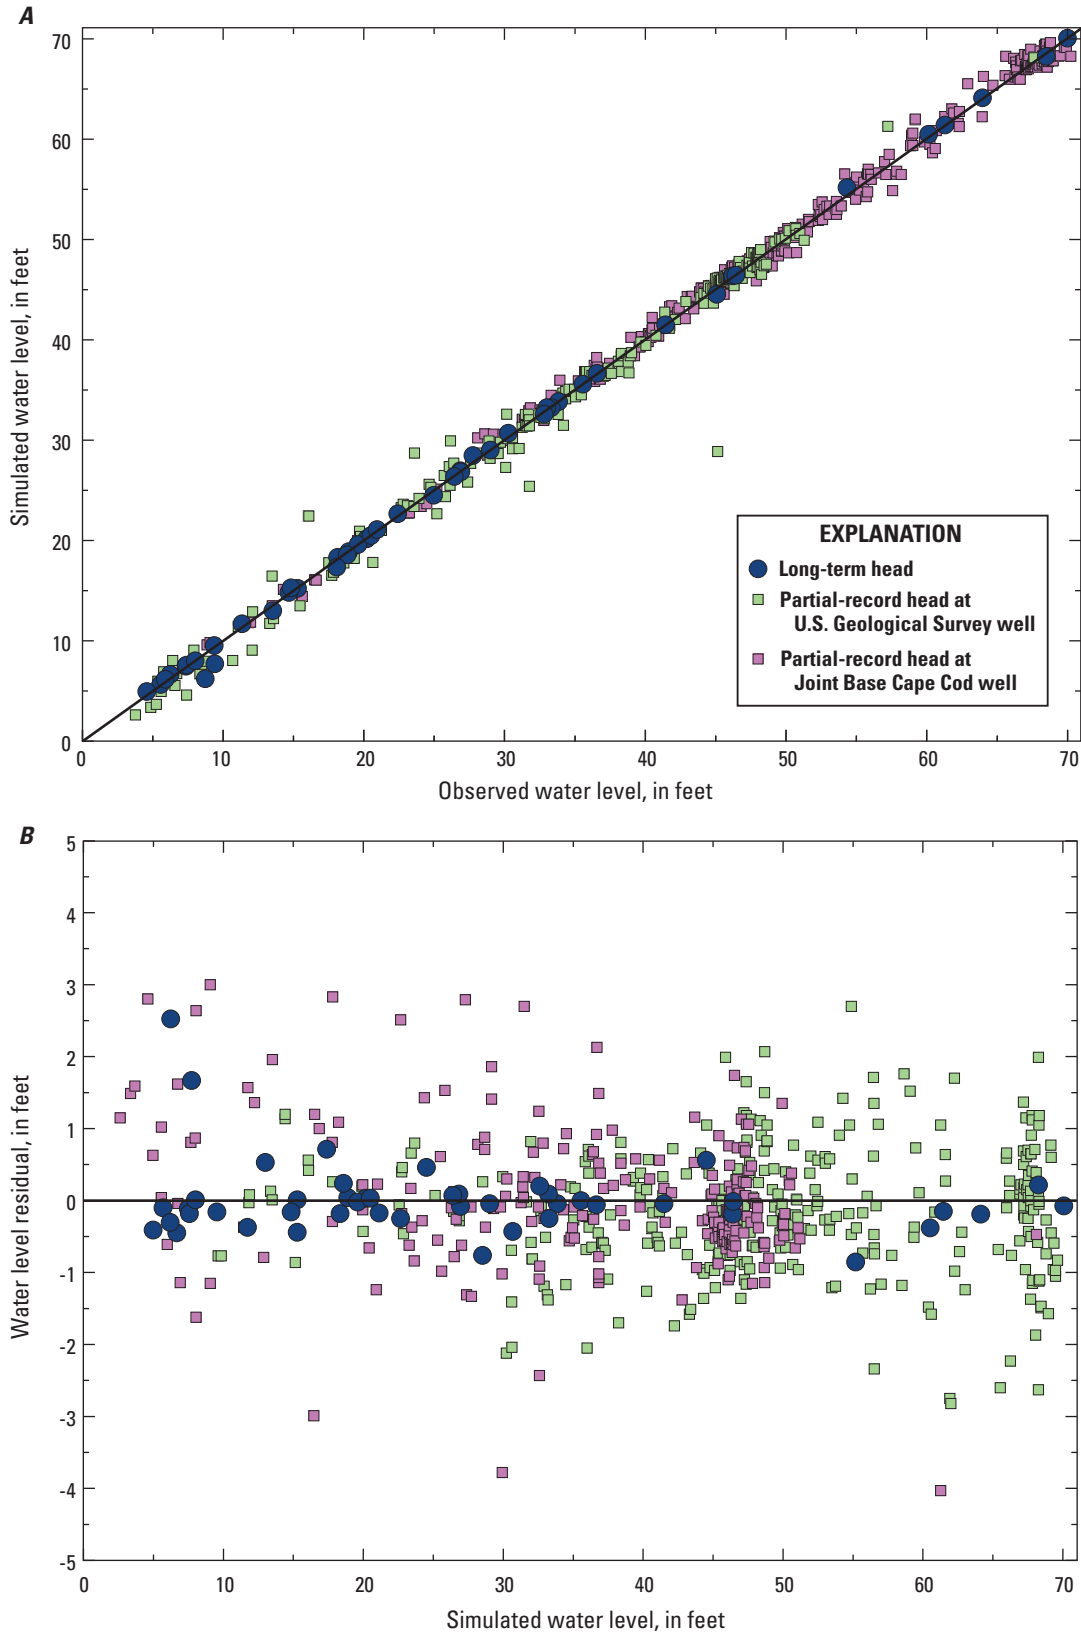 A
70
60
50
40
30
20
10
0
Simulated water level, in feet
0 10 20 30 40 50 60 70
Observed water level, in feet
EXPLANATION
Long-term head
Partial-record head at
U.S. Geological Survey well
Partial-record head at
Joint Base Cape Cod well
B
5
4
3
2
1
0
-1
-2
-3
-4
-5
Water level residual, in feet
0 10 20 30 40 50 60 70
Simulated water level, in feet